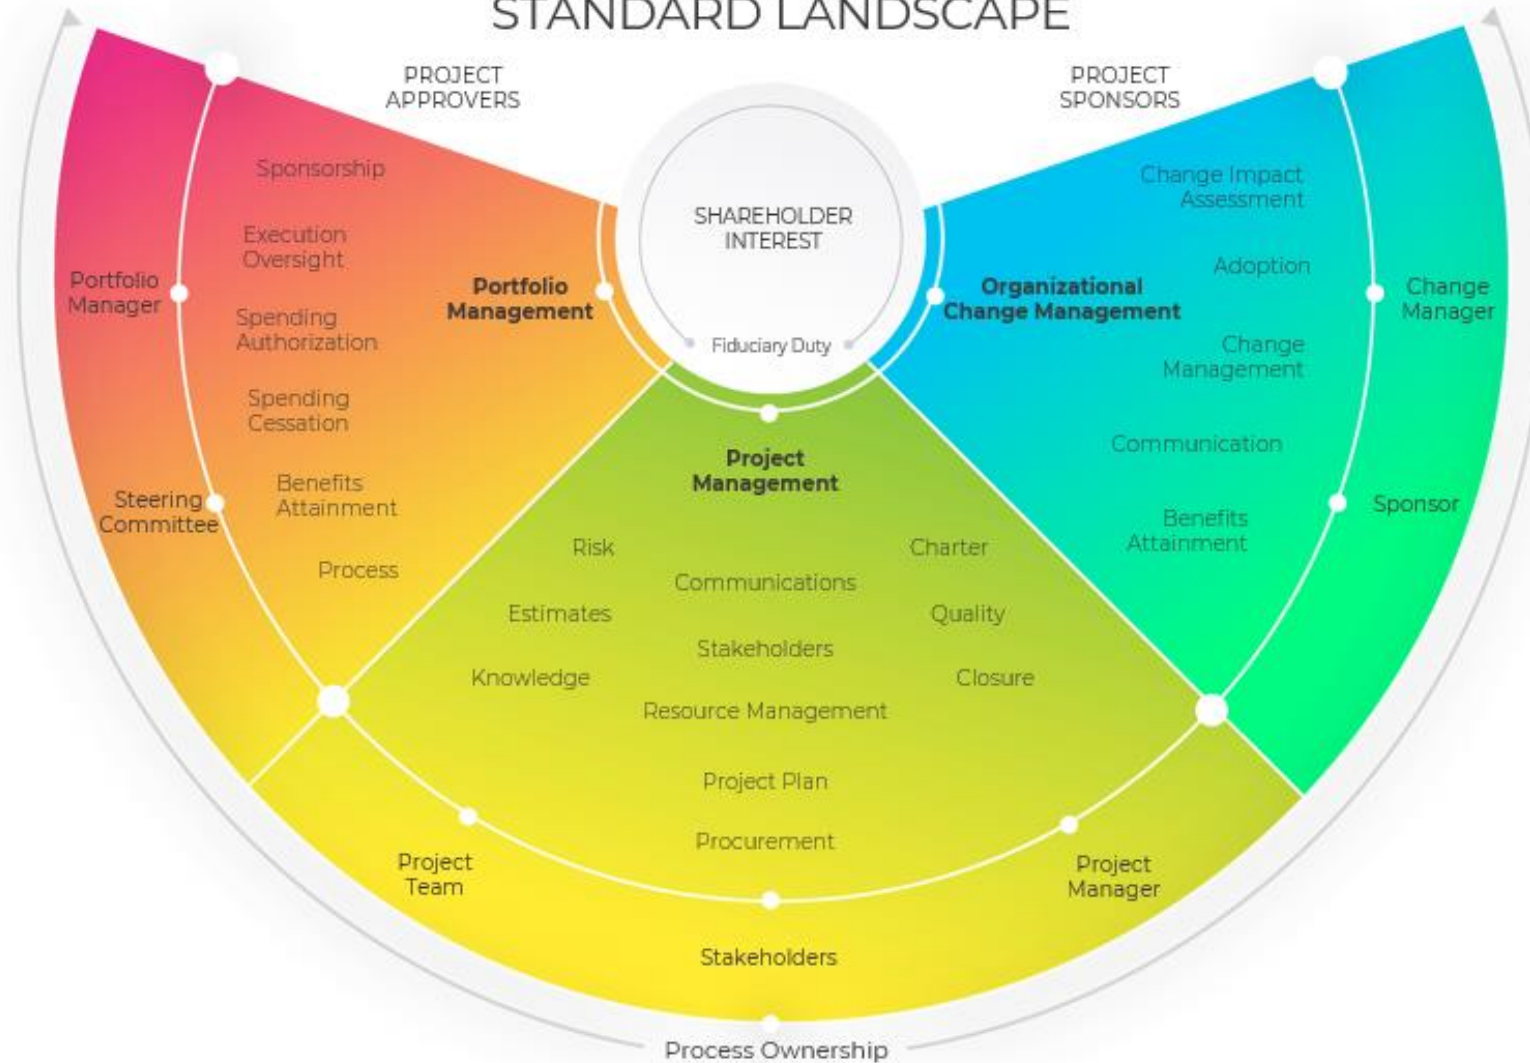 STANDARD LANDSCAPE
PROJECT
APPROVERS
PROJECT
SPONSORS
SHAREHOLDER
INTEREST
Fiduciary Duty
Portfolio
Management
Sponsorship
Execution
Oversight
Spending
Authorization
Spending
Cessation
Benefits
Attainment
Process
Portfolio
Manager
Steering
Committee
Project
Management
Risk
Charter
Communications
Estimates
Quality
Stakeholders
Knowledge
Closure
Resource Management
Project Plan
Procurement
Project
Team
Stakeholders
Project
Manager
Organizational
Change Management
Change Impact
Assessment
Adoption
Change
Management
Communication
Benefits
Attainment
Change
Manager
Sponsor
Process Ownership